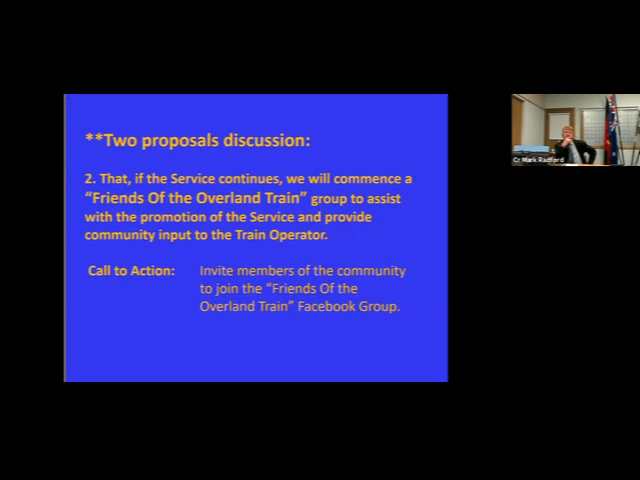 **Two proposals discussion:
2. That, if the Service continues, we will commence a
“Friends Of the Overland Train” group to assist
with the promotion of the Service and provide
community input to the Train Operator.
Call to Action: Invite members of the community
to join the “Friends Of the
Overland Train” Facebook Group.
Cr Mark Radford